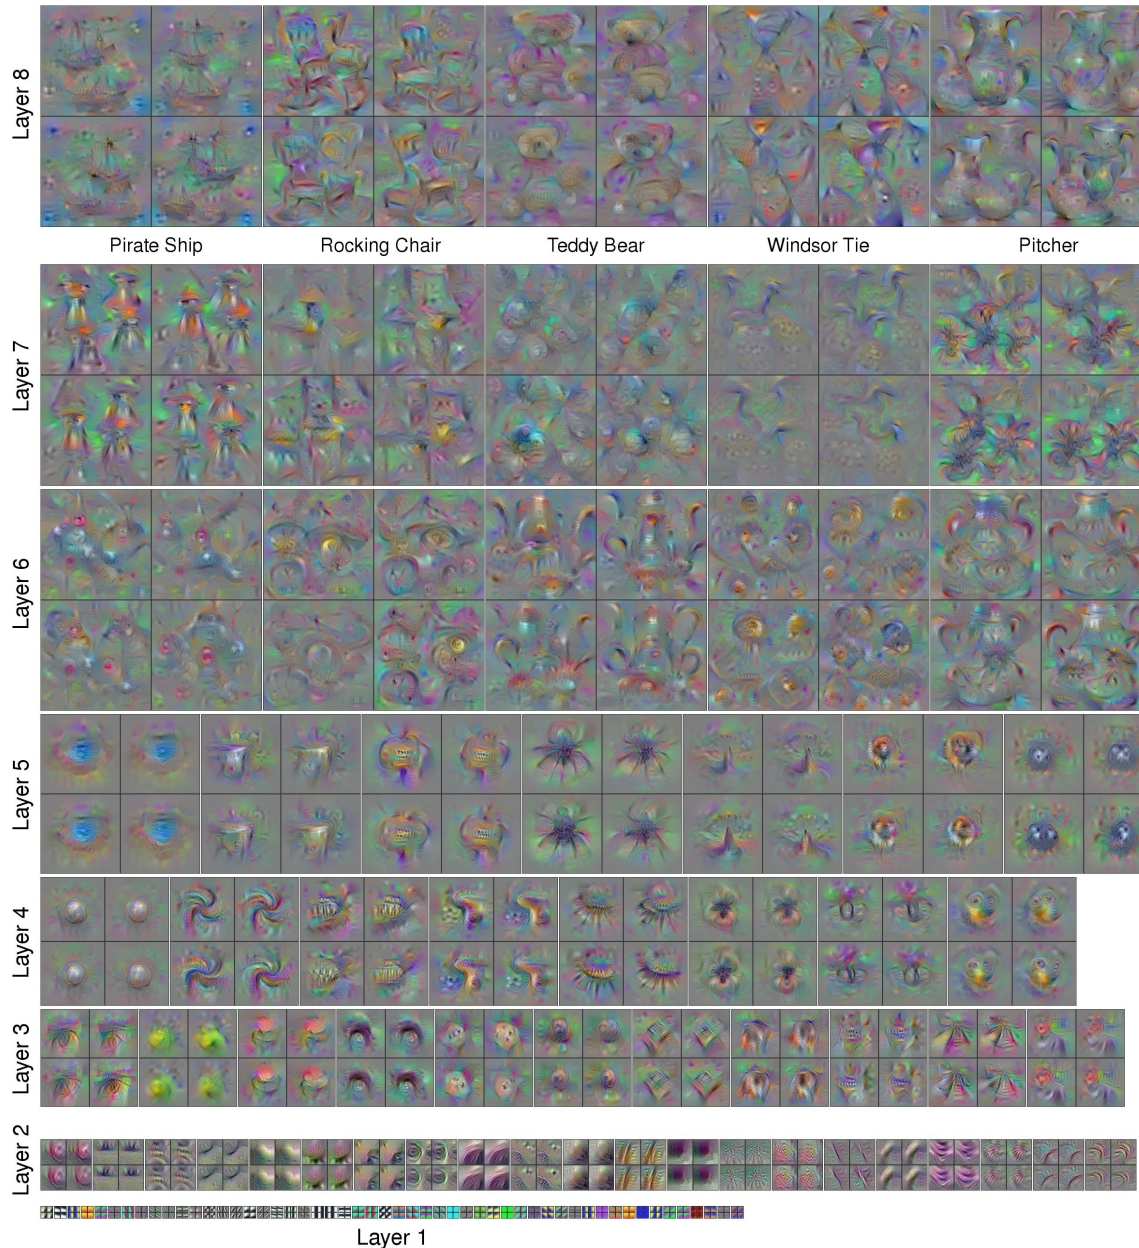 Layer 8
Pirate Ship
Rocking Chair
Teddy Bear
Windsor Tie
Pitcher
Layer 7
Layer 6
Layer 5
Layer 4
Layer 3
Layer 2
Layer 1